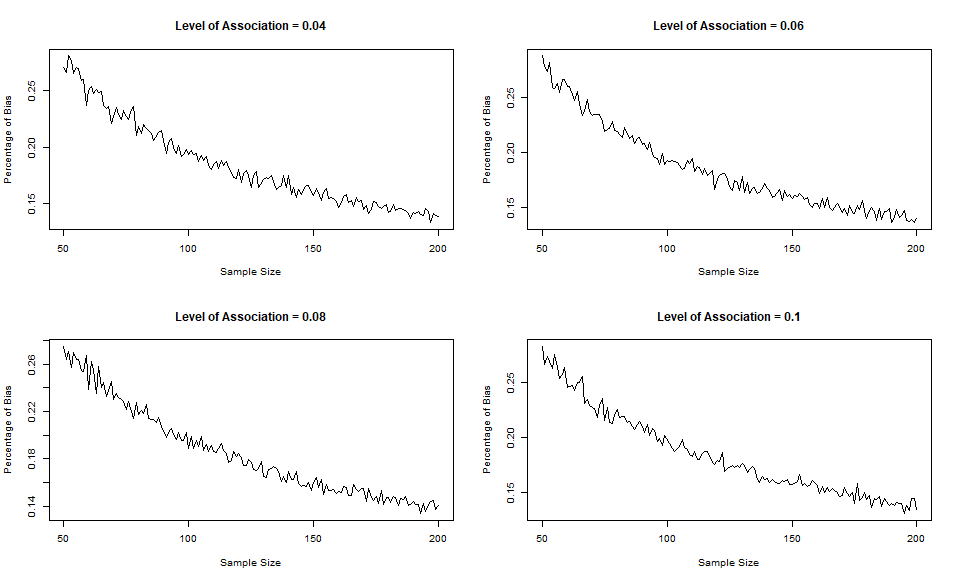 Level of Association = 0.04
Percentage of Bias
0.25
0.20
0.15
50
100
150
200
Sample Size
Level of Association = 0.06
Percentage of Bias
0.25
0.20
0.15
50
100
150
200
Sample Size
Level of Association = 0.08
Percentage of Bias
0.26
0.22
0.18
0.14
50
100
150
200
Sample Size
Level of Association = 0.1
Percentage of Bias
0.25
0.20
0.15
50
100
150
200
Sample Size